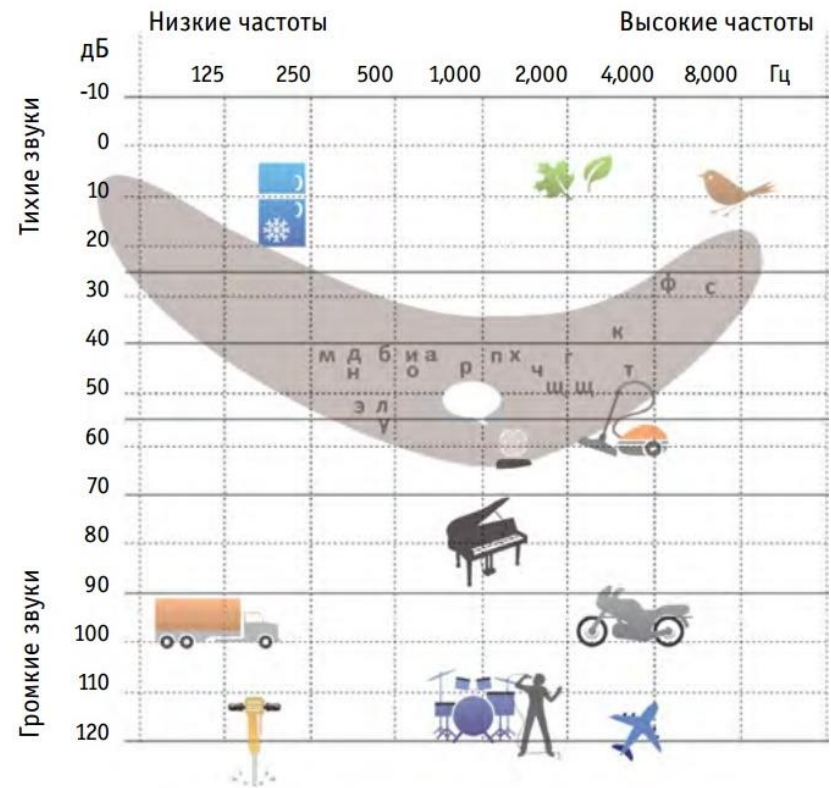 Низкие частоты Высокие частоты
дБ
125 250 500 1,000 2,000 4,000 8,000 Гц
-10
0
10
20
30
40
50
60
70
80
90
100
110
120
Тихие звуки
Громкие звуки
ф с
к
м д б и а п х г
н о р ч т
щ щ
э л
у